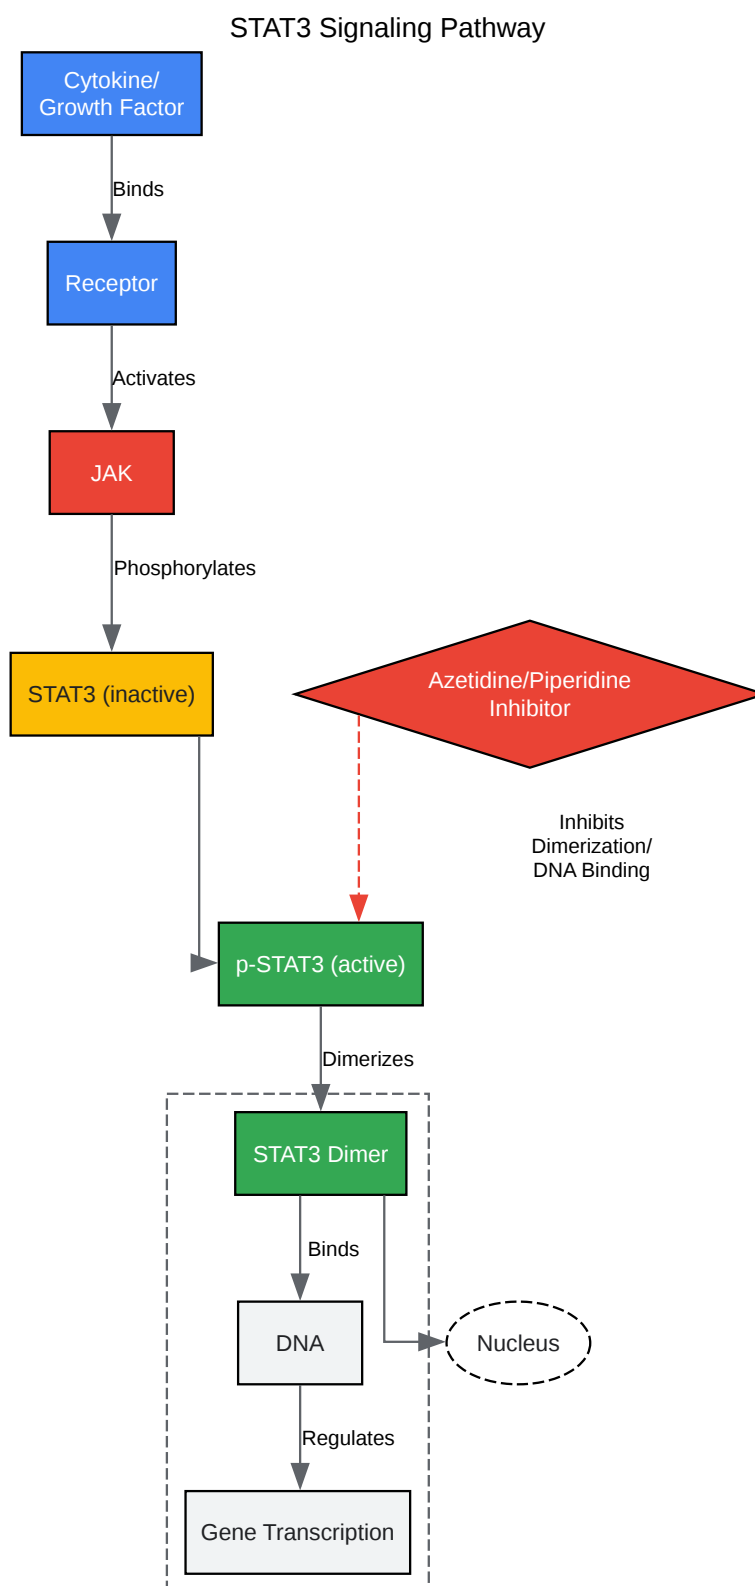 STAT3 Signaling Pathway
Cytokine/
Growth Factor
Binds
Receptor
Activates
JAK
Phosphorylates
STAT3 (inactive)
Azetidine/Piperidine
Inhibitor
Inhibits
Dimerization/
DNA Binding
p-STAT3 (active)
Dimerizes
STAT3 Dimer
Binds
DNA
Nucleus
Regulates
Gene Transcription